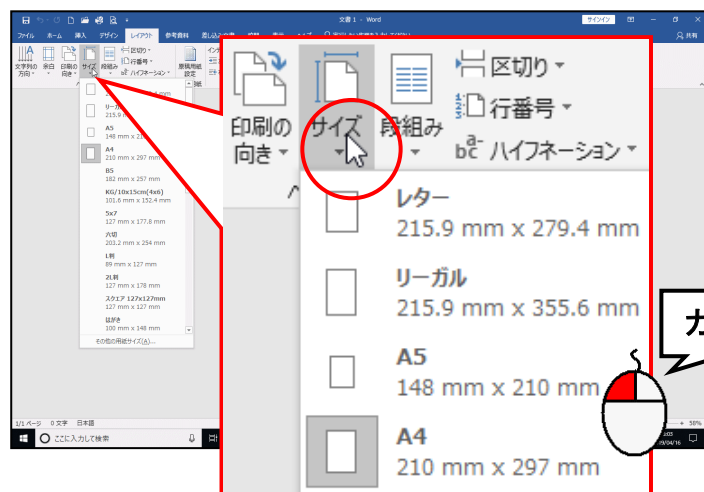 文書 1 - Word
サインイン
ファイル ホーム 挿入 デザイン レイアウト 参考資料
共有
文字列の方向
余白
印刷の向き
サイズ
段組み
区切り
行番号
ハイフネーション
原稿用紙設定
A5
148 mm x 21
A4
210 mm x 297 mm
B5
182 mm x 257 mm
KG/10x15cm(4x6)
101.6 mm x 152.4 mm
5x7
127 mm x 177.8 mm
六切
203.2 mm x 254 mm
L判
89 mm x 127 mm
2L判
127 mm x 178 mm
スクエア 127x127mm
127 mm x 127 mm
はがき
100 mm x 148 mm
その他の用紙サイズ(A)...
印刷の向き
サイズ
段組み
区切り
行番号
bc ハイフネーション
レター
215.9 mm x 279.4 mm
リーガル
215.9 mm x 355.6 mm
A5
148 mm x 210 mm
A4
210 mm x 297 mm
1/1 ページ 0 文字 日本語
59%
ここに入力して検索